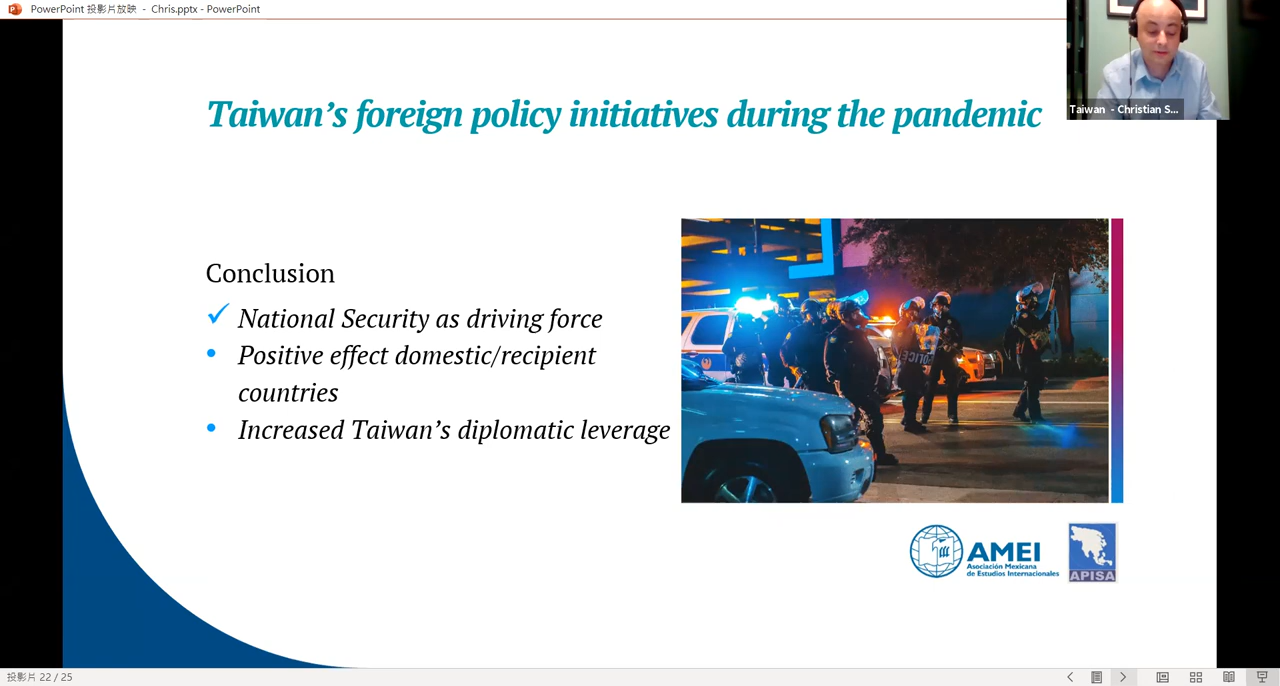 PowerPoint 投影片放映 - Chris.pptx - PowerPoint
Taiwan - Christian S...
Taiwan's foreign policy initiatives during the pandemic
Conclusion
✓ National Security as driving force
• Positive effect domestic/recipient
countries
• Increased Taiwan's diplomatic leverage
POLICE
AMEI
Asociación Mexicana
de Estudios Internacionales
APISA
投影片 22 / 25